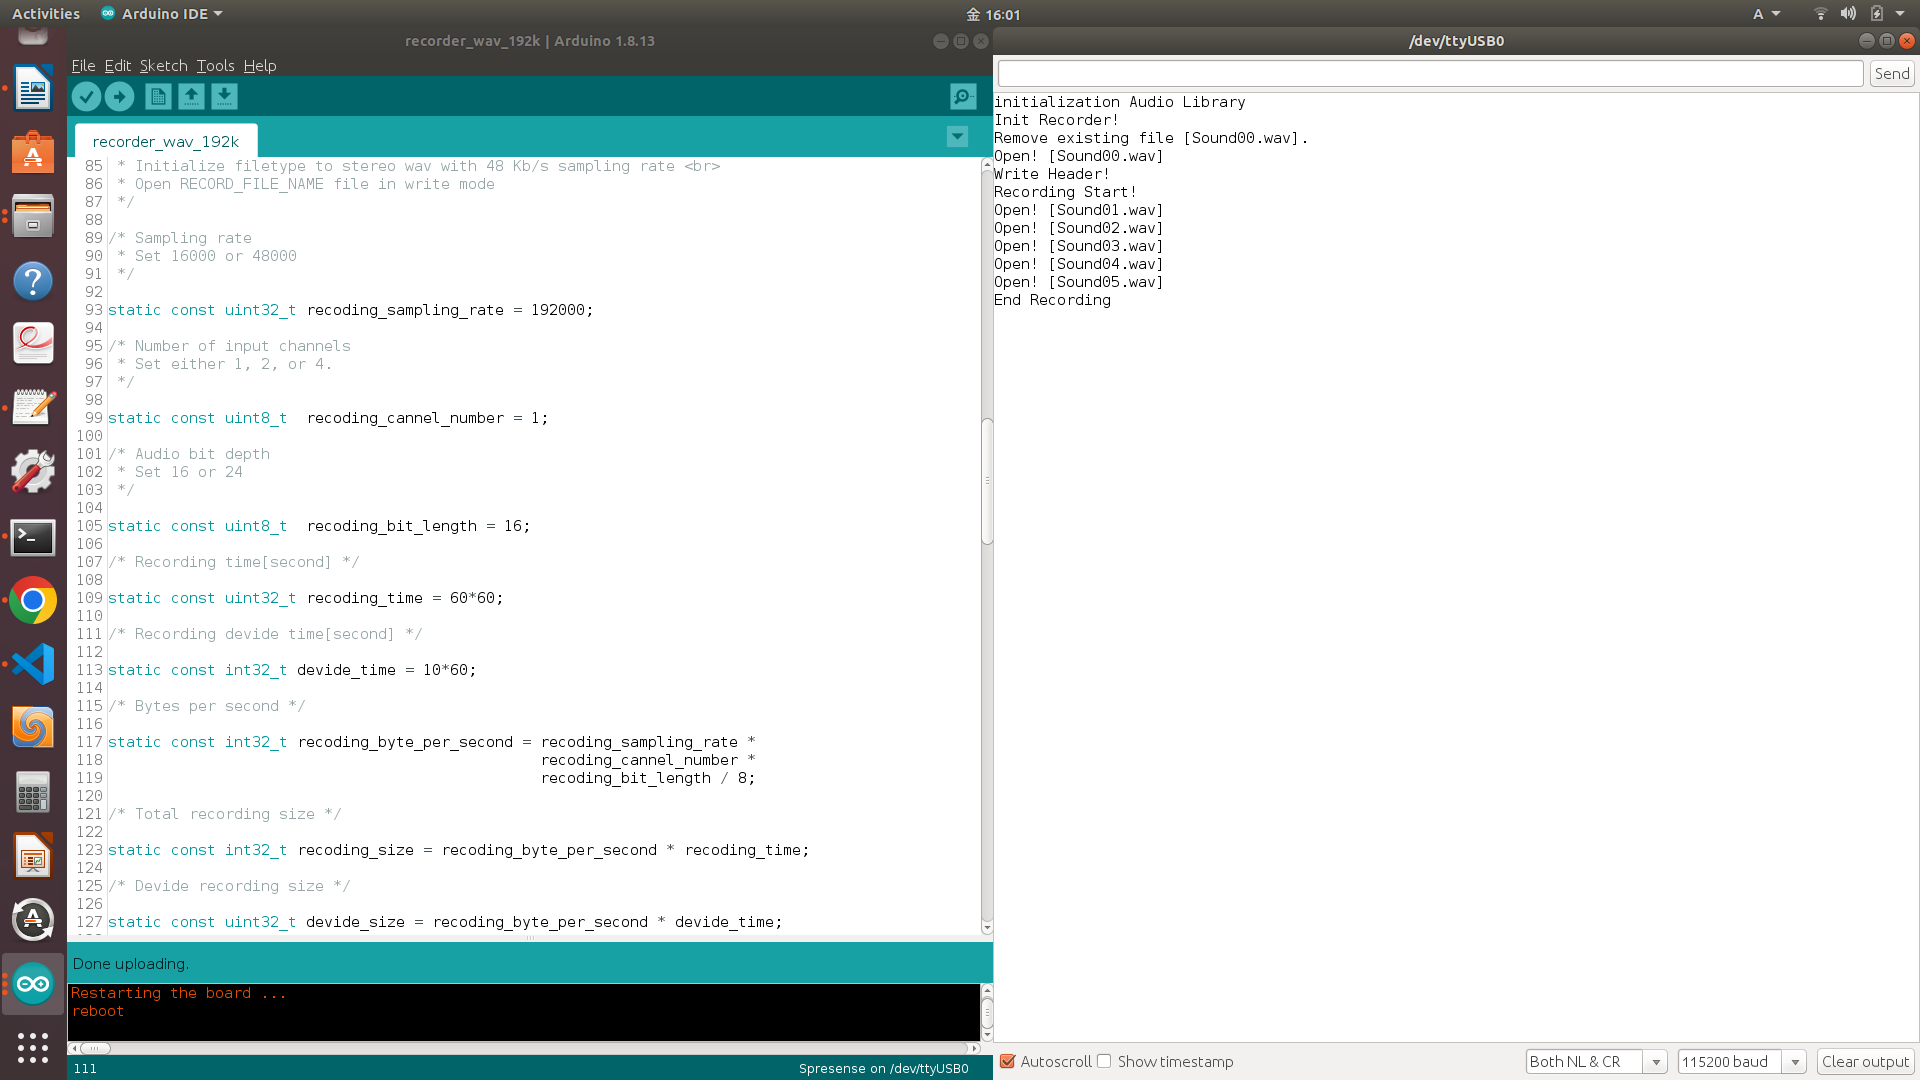 Activities
Arduino IDE
金 16:01
A
recorder_wav_192k | Arduino 1.8.13
File Edit Sketch Tools Help
recorder_wav_192k
85 * Initialize filetype to stereo wav with 48 Kb/s sampling rate <br>
86 * Open RECORD_FILE_NAME file in write mode
87 */
88
89 /* Sampling rate
90 * Set 16000 or 48000
91 */
92
93 static const uint32_t recoding_sampling_rate = 192000;
94
95 /* Number of input channels
96 * Set either 1, 2, or 4.
97 */
98
99 static const uint8_t  recoding_cannel_number = 1;
100
101 /* Audio bit depth
102 * Set 16 or 24
103 */
104
105 static const uint8_t  recoding_bit_length = 16;
106
107 /* Recording time[second] */
108
109 static const uint32_t recoding_time = 60*60;
110
111 /* Recording devide time[second] */
112
113 static const int32_t devide_time = 10*60;
114
115 /* Bytes per second */
116
117 static const int32_t recoding_byte_per_second = recoding_sampling_rate *
118 recoding_cannel_number *
119 recoding_bit_length / 8;
120
121 /* Total recording size */
122
123 static const int32_t recoding_size = recoding_byte_per_second * recoding_time;
124
125 /* Devide recording size */
126
127 static const uint32_t devide_size = recoding_byte_per_second * devide_time;
Done uploading.
Restarting the board ...
reboot
111
Spresense on /dev/ttyUSB0
/dev/ttyUSB0
Send
initialization Audio Library
Init Recorder!
Remove existing file [Sound00.wav].
Open! [Sound00.wav]
Write Header!
Recording Start!
Open! [Sound01.wav]
Open! [Sound02.wav]
Open! [Sound03.wav]
Open! [Sound04.wav]
Open! [Sound05.wav]
End Recording
Autoscroll
Show timestamp
Both NL & CR
115200 baud
Clear output